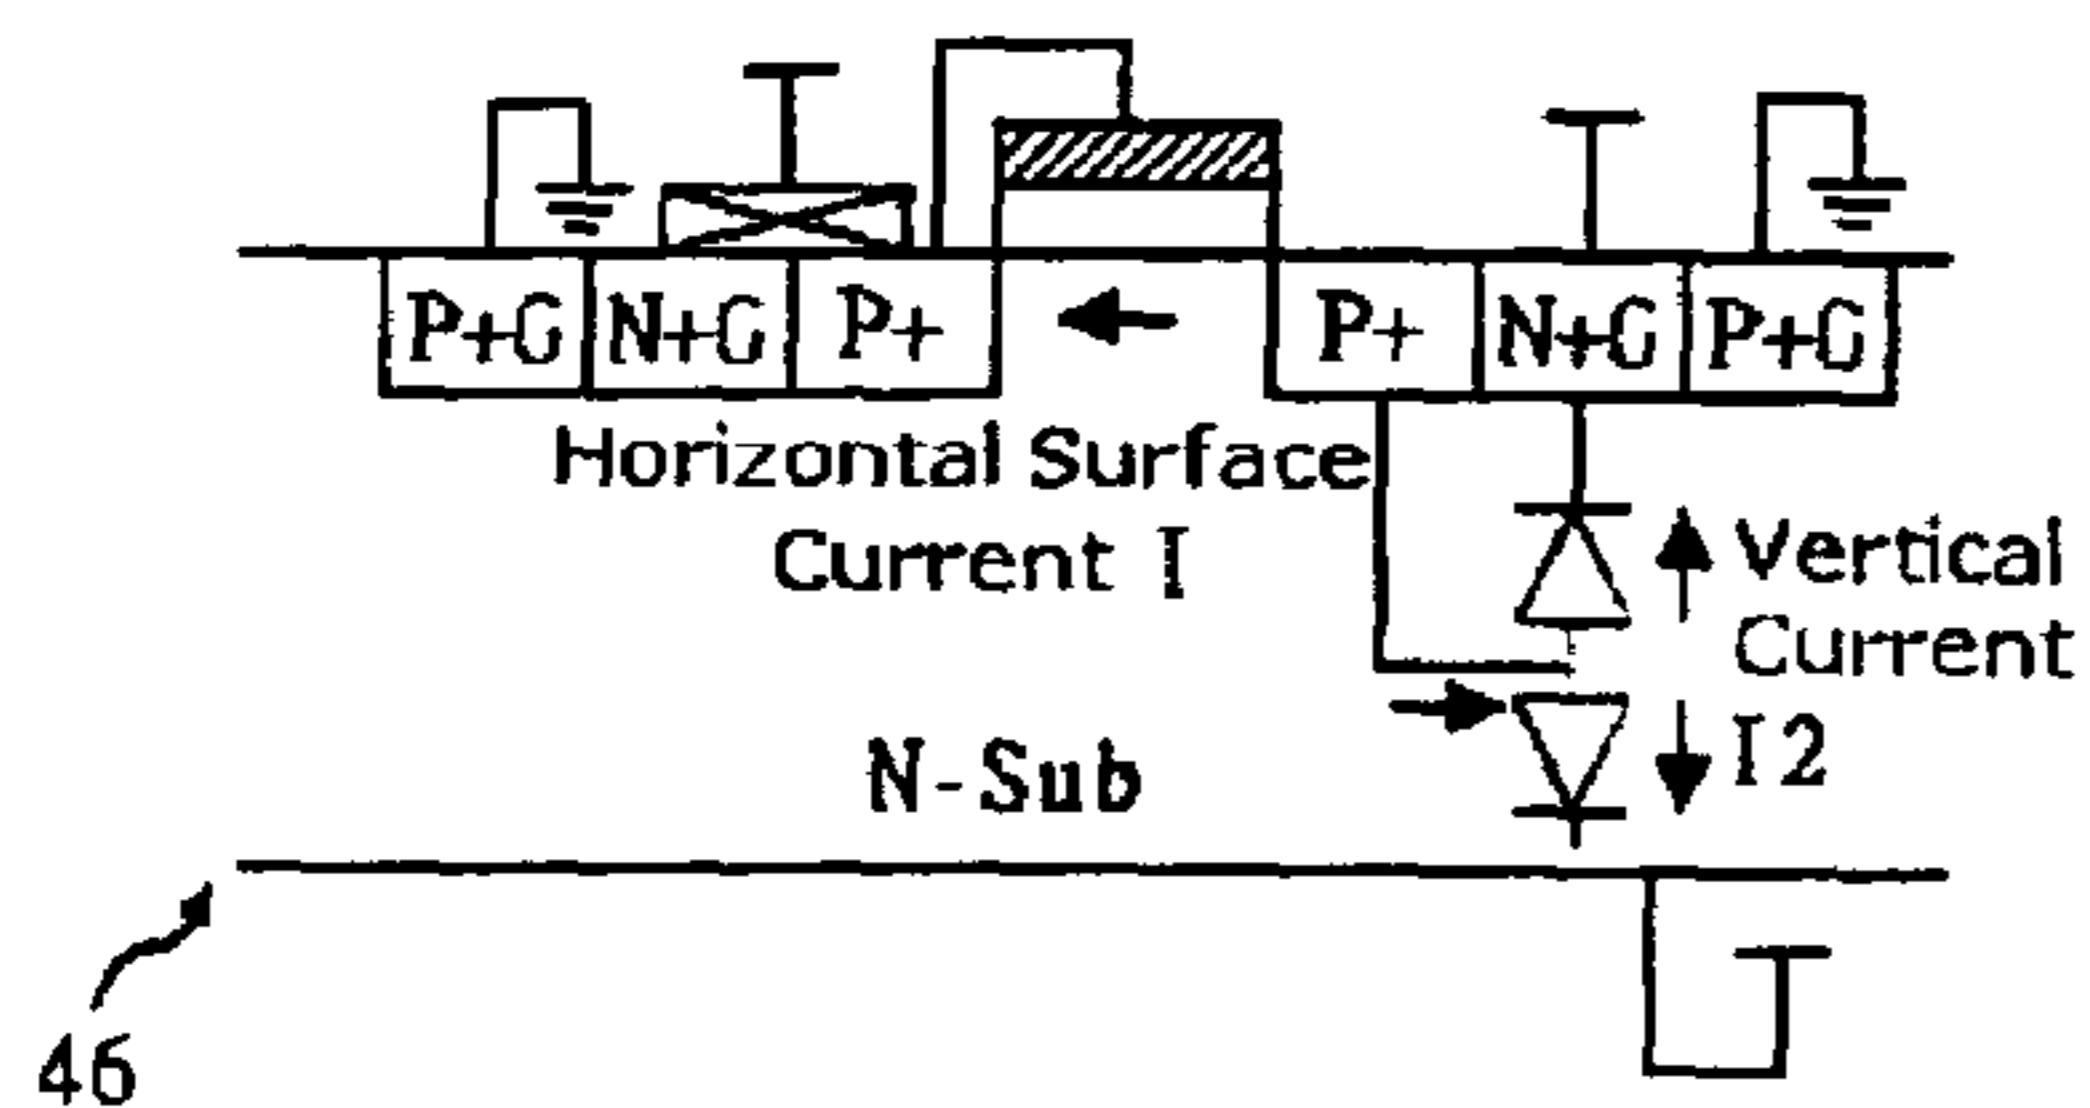 P+G N+G P+ P+ N+G P+G
Horizontal Surface
Current I
Vertical
Current
I2
N-Sub
46